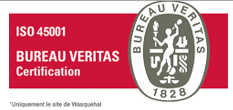 ISO 45001
BUREAU VERITAS
Certification
BUREAU VERITAS
1828
*Uniquement le site de Wasquehal